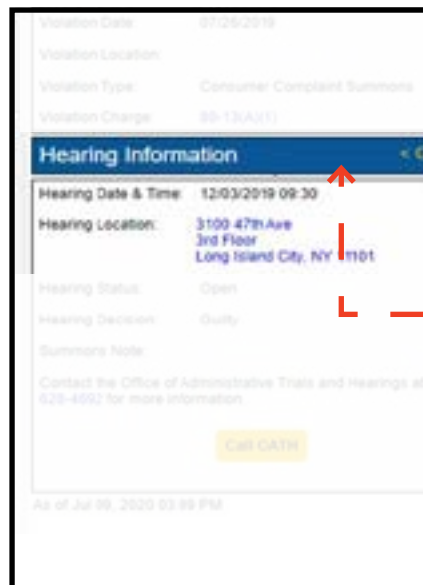 Violation Date: 07/26/2019
Violation Location:
Violation Type: Consumer Complaint Summons
Violation Charge:
Hearing Information <
Hearing Date & Time: 12/03/2019 09:30
Hearing Location: 3100 47th Ave
3rd Floor
Long Island City, NY 11101
Hearing Status: Open
Hearing Decision: Guilty
Summons Note:
Contact the Office of Administrative Trials and Hearings at
628-4692 for more information.
Call OATH
As of Jul 09, 2020 PM